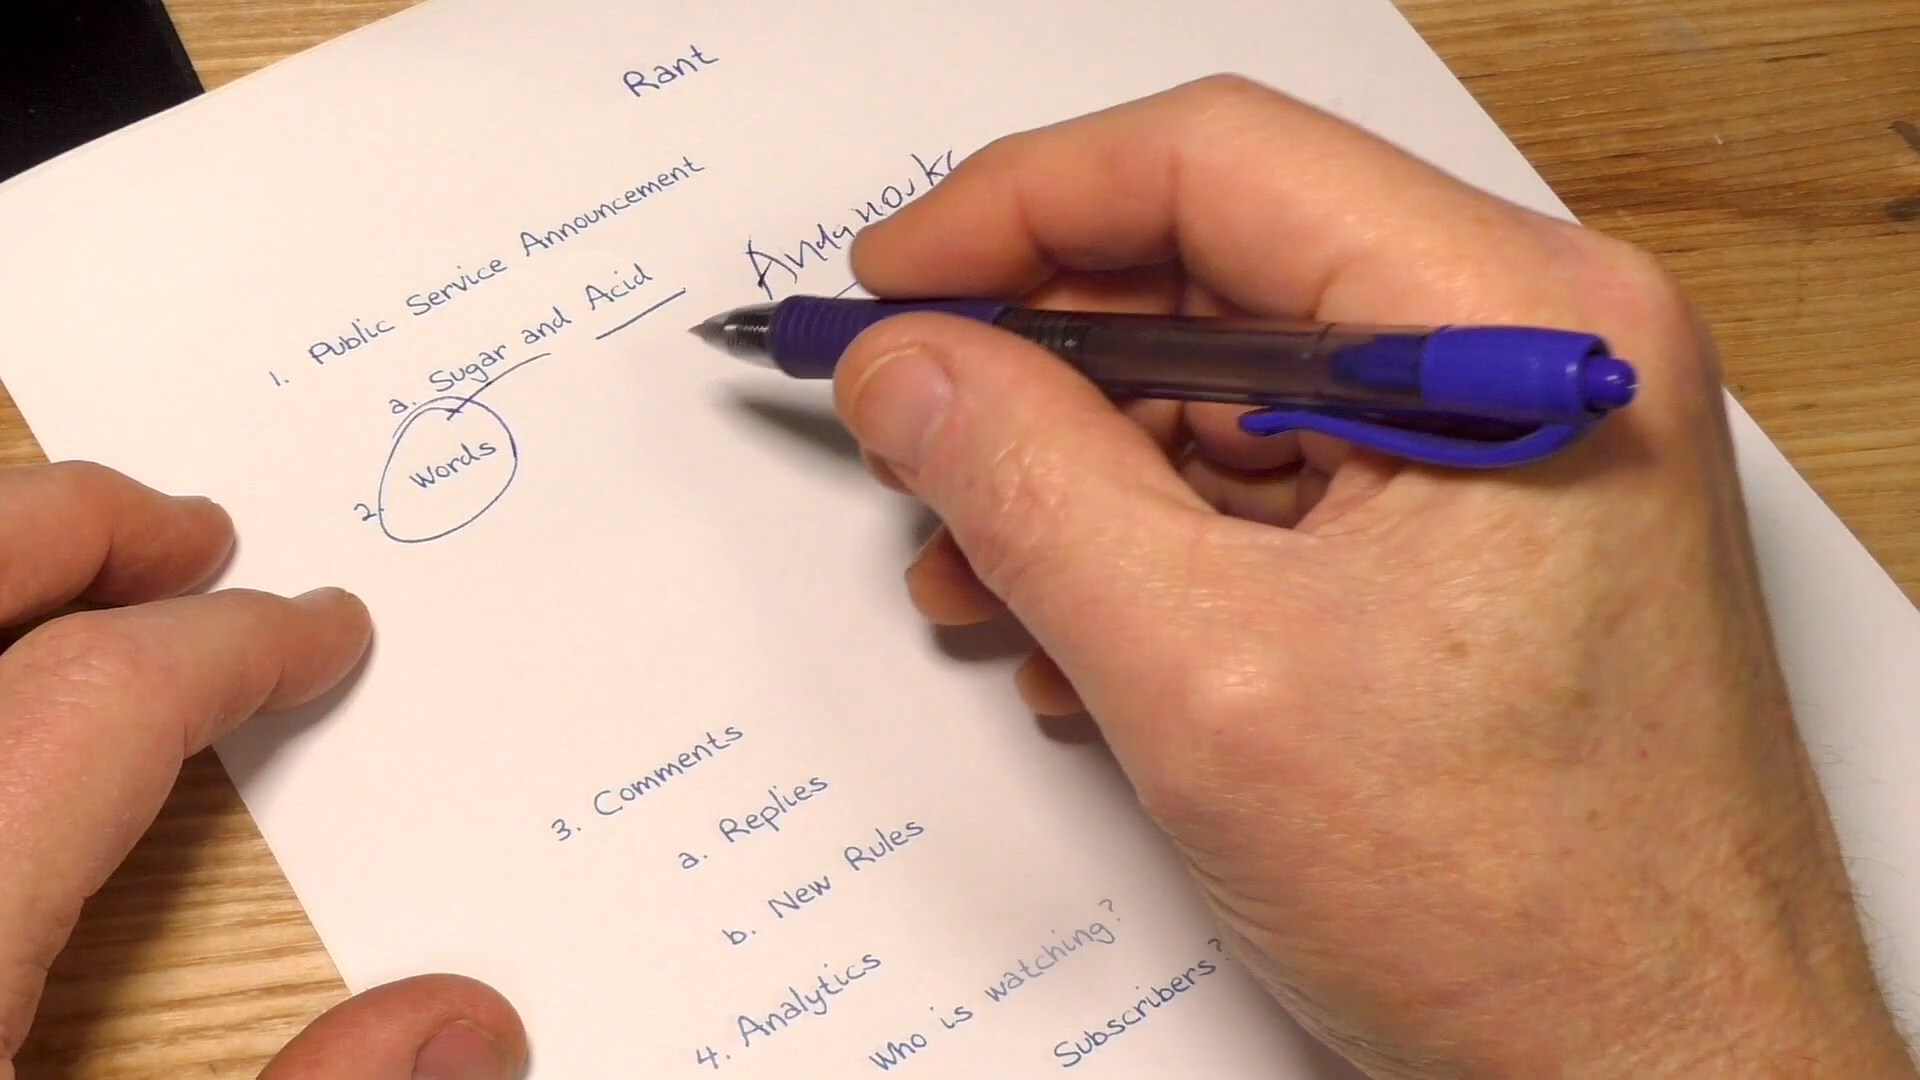 Rant
1. Public Service Announcement
a. Sugar and Acid
2. Words
3. Comments
a. Replies
b. New Rules
4. Analytics
Who is watching?
Subscribers?